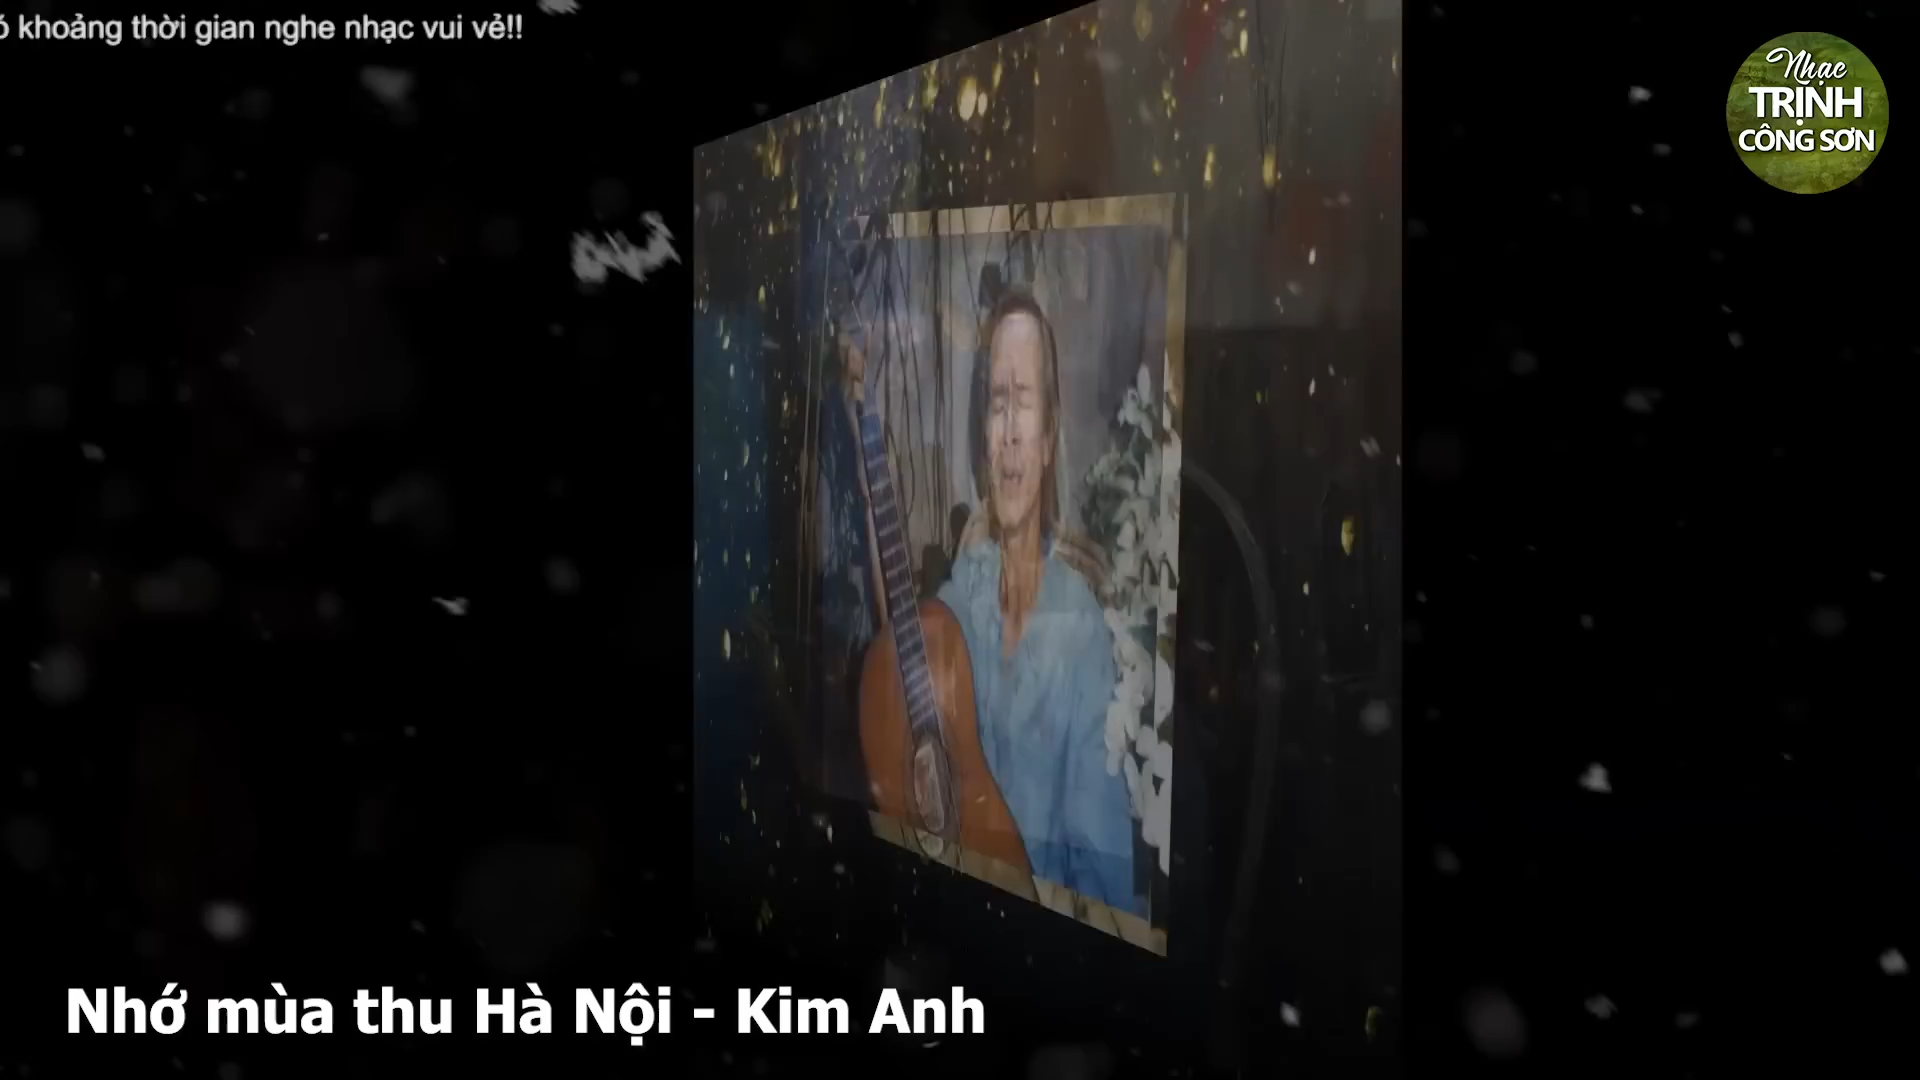 khoảng thời gian nghe nhạc vui vẻ!!
Nhạc
TRỊNH
CÔNG SƠN
Nhớ mùa thu Hà Nội - Kim Anh